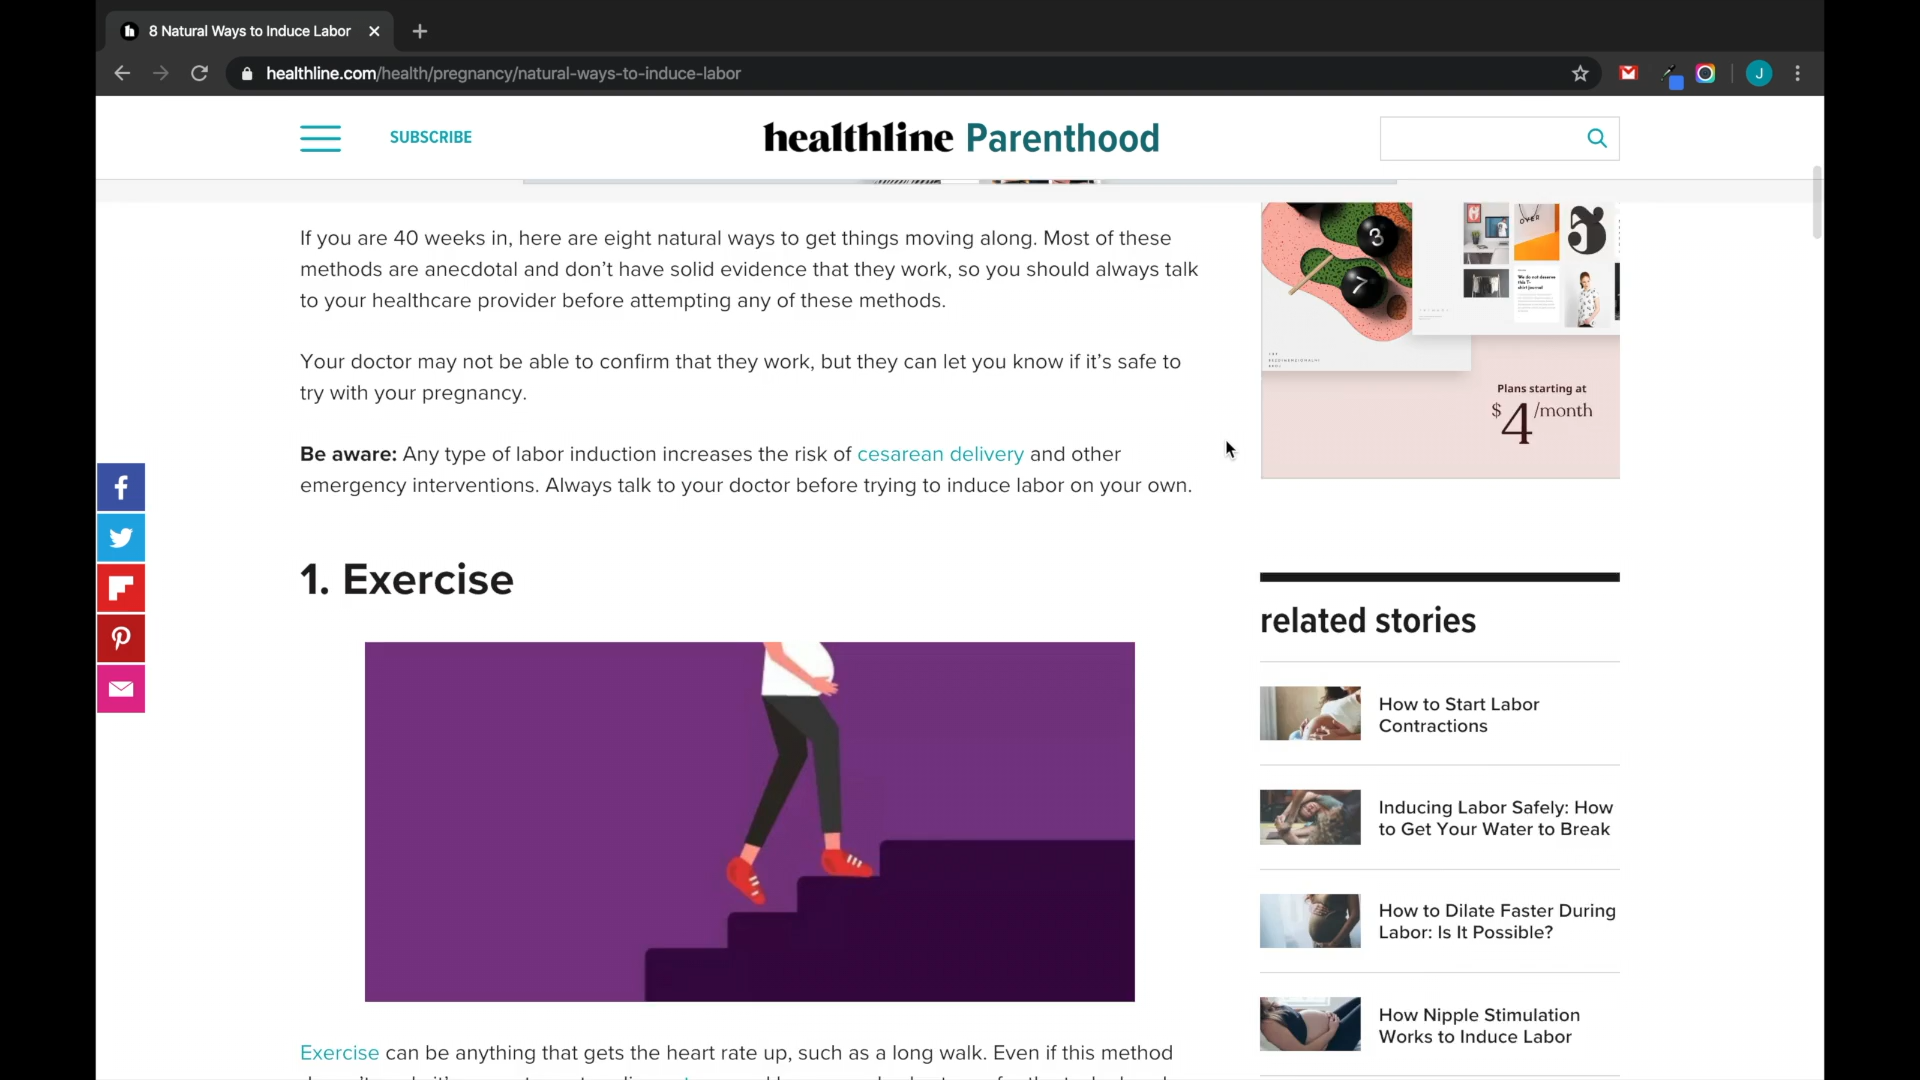 8 Natural Ways to Induce Labor
healthline.com/health/pregnancy/natural-ways-to-induce-labor
J
SUBSCRIBE
healthline Parenthood
If you are 40 weeks in, here are eight natural ways to get things moving along. Most of these
methods are anecdotal and don’t have solid evidence that they work, so you should always talk
to your healthcare provider before attempting any of these methods.
Your doctor may not be able to confirm that they work, but they can let you know if it’s safe to
try with your pregnancy.
Be aware: Any type of labor induction increases the risk of cesarean delivery and other
emergency interventions. Always talk to your doctor before trying to induce labor on your own.
1. Exercise
Exercise can be anything that gets the heart rate up, such as a long walk. Even if this method
3
7
OVER
We do not deserve
Plans starting at
$4/month
related stories
How to Start Labor
Contractions
Inducing Labor Safely: How
to Get Your Water to Break
How to Dilate Faster During
Labor: Is It Possible?
How Nipple Stimulation
Works to Induce Labor